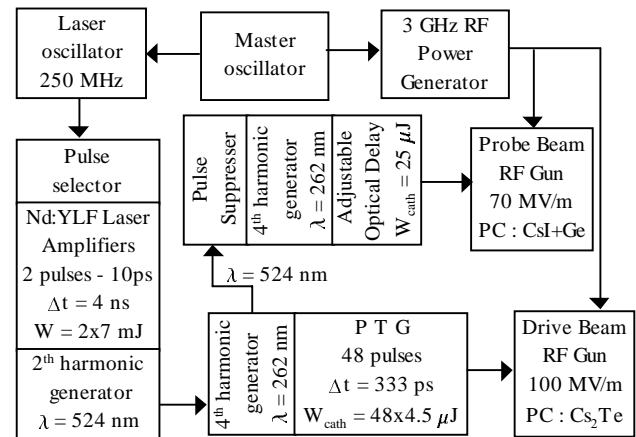 Laser
oscillator
250 MHz
Master
oscillator
3 GHz RF
Power
Generator
Pulse
selector
Nd:YLF Laser
Amplifiers
2 pulses - 10ps
Δt = 4 ns
W = 2x7 mJ
2th harmonic
generator
λ = 524 nm
Pulse
Suppresser
4th harmonic
generator
λ = 262 nm
Adjustable
Optical Delay
Wcath = 25 μJ
Probe Beam
RF Gun
70 MV/m
PC : CsI+Ge
λ = 524 nm
4th harmonic
generator
λ = 262 nm
P T G
48 pulses
Δt = 333 ps
Wcath = 48x4.5 μJ
Drive Beam
RF Gun
100 MV/m
PC : Cs2Te